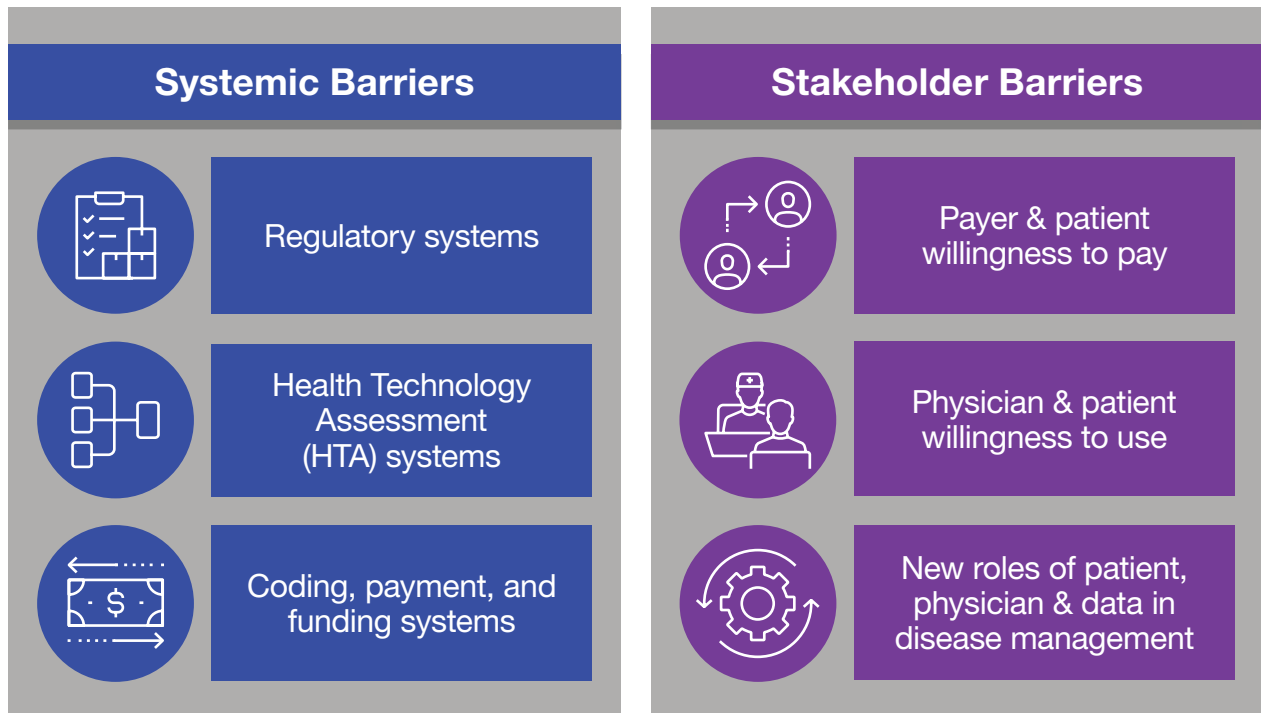 Systemic Barriers
Regulatory systems
Health Technology
Assessment
(HTA) systems
$
Coding, payment, and
funding systems
Stakeholder Barriers
Payer & patient
willingness to pay
Physician & patient
willingness to use
New roles of patient,
physician & data in
disease management